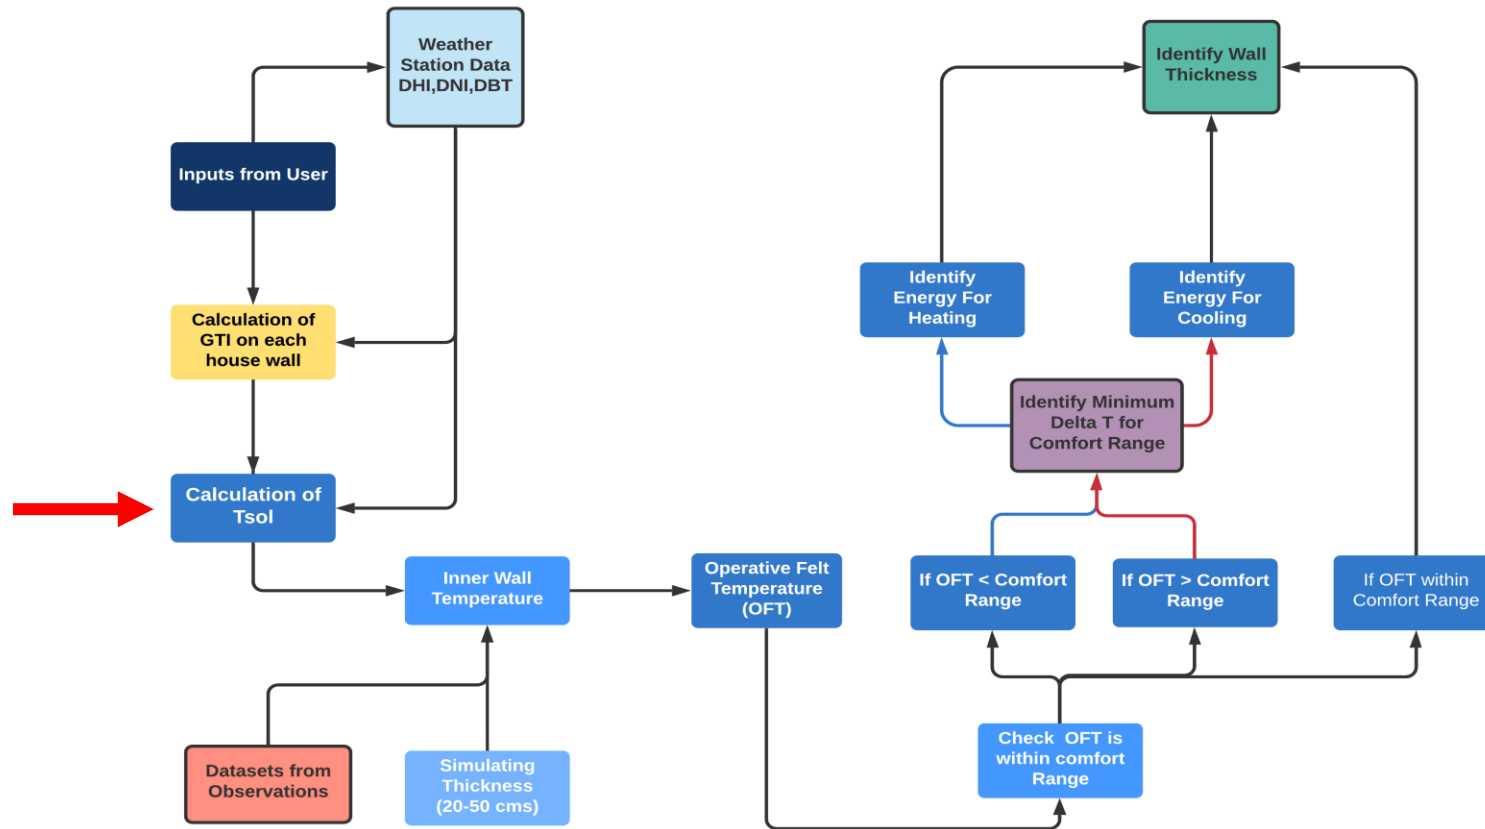 Weather
Station Data
DHI,DNI,DBT
Inputs from User
Calculation of
GTI on each
house wall
Calculation of
Tsol
Inner Wall
Temperature
Datasets from
Observations
Simulating
Thickness
(20-50 cms)
Operative Felt
Temperature
(OFT)
Check OFT is
within comfort
Range
If OFT < Comfort
Range
If OFT > Comfort
Range
If OFT within
Comfort Range
Identify Minimum
Delta T for
Comfort Range
Identify
Energy For
Heating
Identify
Energy For
Cooling
Identify Wall
Thickness